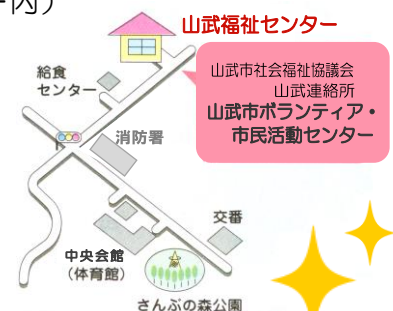 内）
山武福祉センター
山武市社会福祉協議会
山武連絡所
山武市ボランティア・
市民活動センター
給食
センター
消防署
交番
中央会館
（体育館）
さんぶの森公園